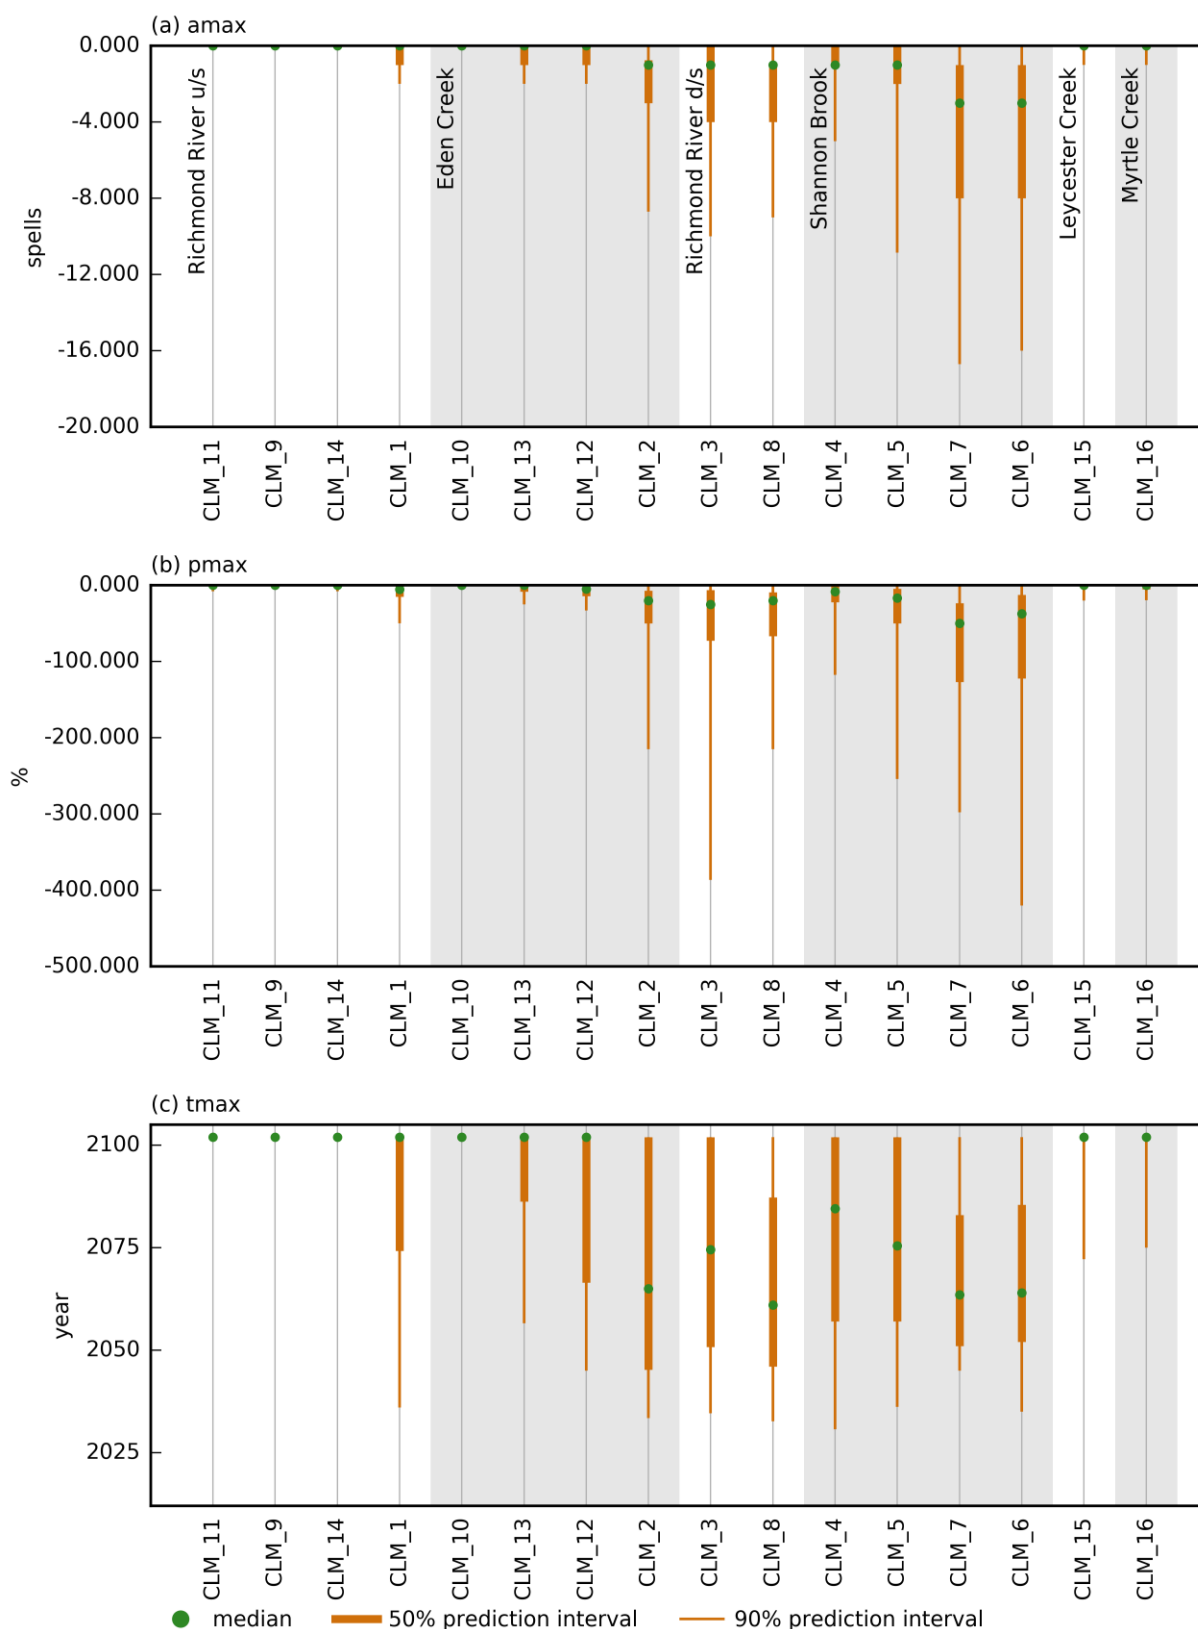 (a) amax
0.000
-4.000
-8.000
-12.000
-16.000
-20.000
spells
Richmond River u/s
Eden Creek
Richmond River d/s
Shannon Brook
Leycester Creek
Myrtle Creek
CLM_11 CLM_9 CLM_14 CLM_1 CLM_10 CLM_13 CLM_12 CLM_2 CLM_3 CLM_8 CLM_4 CLM_5 CLM_7 CLM_6 CLM_15 CLM_16
(b) pmax
0.000
-100.000
-200.000
-300.000
-400.000
-500.000
%
CLM_11 CLM_9 CLM_14 CLM_1 CLM_10 CLM_13 CLM_12 CLM_2 CLM_3 CLM_8 CLM_4 CLM_5 CLM_7 CLM_6 CLM_15 CLM_16
(c) tmax
2100
2075
2050
2025
year
CLM_11 CLM_9 CLM_14 CLM_1 CLM_10 CLM_13 CLM_12 CLM_2 CLM_3 CLM_8 CLM_4 CLM_5 CLM_7 CLM_6 CLM_15 CLM_16
median 50% prediction interval 90% prediction interval